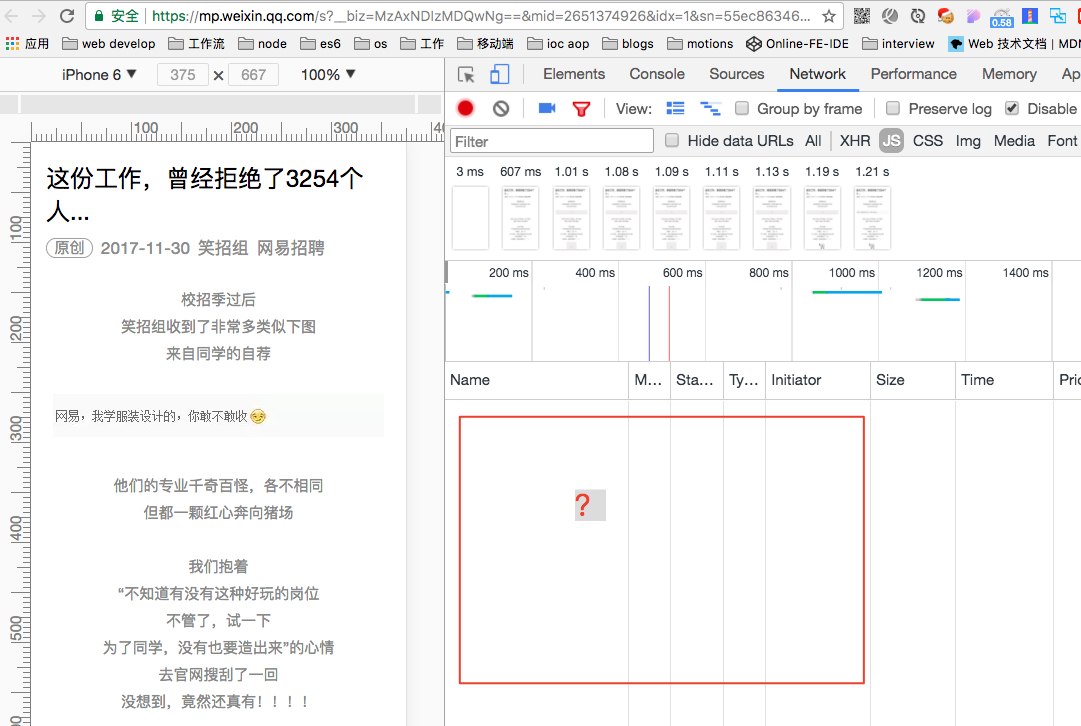 安全 | https://mp.weixin.qq.com/s?__biz=MzAxNDIzMDQwNg==&mid=2651374926&idx=1&sn=55ec86346...
0.58
应用 web develop 工作流 node es6 os 工作 移动端 ioc aop blogs motions Online-FE-IDE interview Web 技术文档 | MDN
iPhone 6 ▼ 375 × 667 100% ▼
Elements Console Sources Network Performance Memory Ap
View: Group by frame Preserve log Disable
Filter Hide data URLs All XHR JS CSS Img Media Font
100 200 300 40
3 ms 607 ms 1.01 s 1.08 s 1.09 s 1.11 s 1.13 s 1.19 s 1.21 s
200 ms 400 ms 600 ms 800 ms 1000 ms 1200 ms 1400 ms
Name M... Sta... Ty... Initiator Size Time Prio
?
100
200
300
400
500
这份工作，曾经拒绝了3254个
人...
原创 2017-11-30 笑招组 网易招聘
校招季过后
笑招组收到了非常多类似下图
来自同学的自荐
网易，我学服装设计的，你敢不敢收
他们的专业千奇百怪，各不相同
但都一颗红心奔向猪场
我们抱着
“不知道有没有这种好玩的岗位
不管了，试一下
为了同学，没有也要造出来”的心情
去官网搜刮了一回
没想到，竟然还真有！！！！